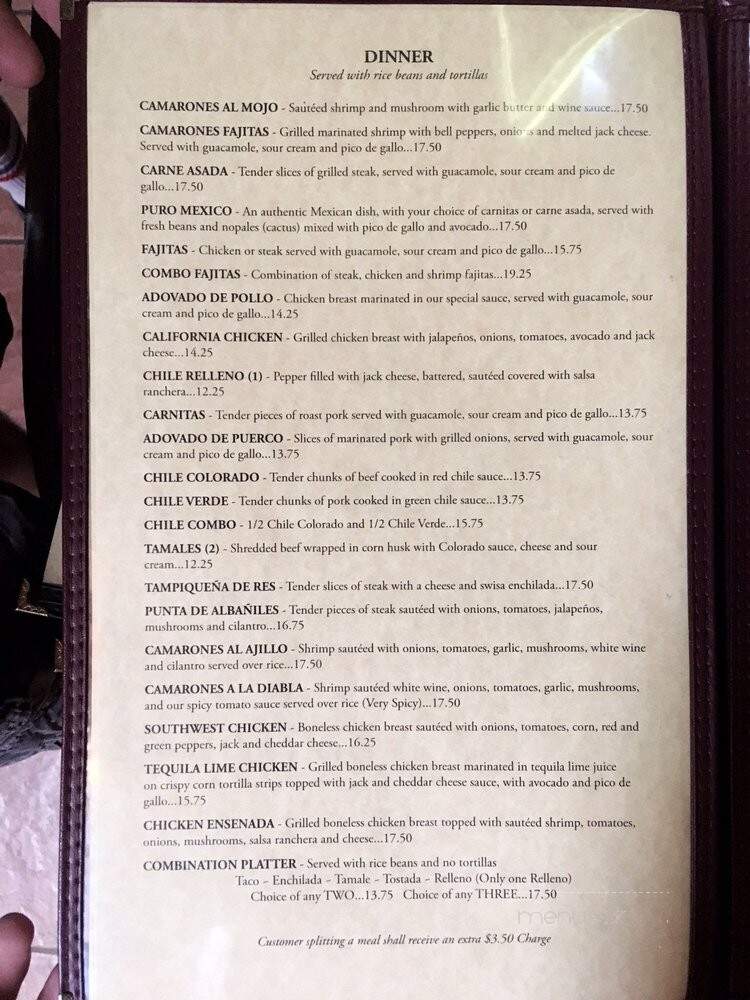 DINNER
Served with rice beans and tortillas
CAMARONES AL MOJO - Sautéed shrimp and mushroom with garlic butter and wine sauce...17.50
CAMARONES FAJITAS - Grilled marinated shrimp with bell peppers, onions and melted jack cheese.
Served with guacamole, sour cream and pico de gallo...17.50
CARNE ASADA - Tender slices of grilled steak, served with guacamole, sour cream and pico de
gallo...17.50
PURO MEXICO - An authentic Mexican dish, with your choice of carnitas or carne asada, served with
fresh beans and nopales (cactus) mixed with pico de gallo and avocado...17.50
FAJITAS - Chicken or steak served with guacamole, sour cream and pico de gallo...15.75
COMBO FAJITAS - Combination of steak, chicken and shrimp fajitas...19.25
ADOVADO DE POLLO - Chicken breast marinated in our special sauce, served with guacamole, sour
cream and pico de gallo...14.25
CALIFORNIA CHICKEN - Grilled chicken breast with jalapeños, onions, tomatoes, avocado and jack
cheese...14.25
CHILE RELLENO (1) - Pepper filled with jack cheese, battered, sautéed covered with salsa
ranchera...12.25
CARNITAS - Tender pieces of roast pork served with guacamole, sour cream and pico de gallo...13.75
ADOVADO DE PUERCO - Slices of marinated pork with grilled onions, served with guacamole, sour
cream and pico de gallo...13.75
CHILE COLORADO - Tender chunks of beef cooked in red chile sauce...13.75
CHILE VERDE - Tender chunks of pork cooked in green chile sauce...13.75
CHILE COMBO - 1/2 Chile Colorado and 1/2 Chile Verde...15.75
TAMALES (2) - Shredded beef wrapped in corn husk with Colorado sauce, cheese and sour
cream...12.25
TAMPIQUEÑA DE RES - Tender slices of steak with a cheese and swisa enchilada...17.50
PUNTA DE ALBAÑILES - Tender pieces of steak sautéed with onions, tomatoes, jalapeños,
mushrooms and cilantro...16.75
CAMARONES AL AJILLO - Shrimp sautéed with onions, tomatoes, garlic, mushrooms, white wine
and cilantro served over rice...17.50
CAMARONES A LA DIABLA - Shrimp sautéed white wine, onions, tomatoes, garlic, mushrooms,
and our spicy tomato sauce served over rice (Very Spicy)...17.50
SOUTHWEST CHICKEN - Boneless chicken breast sautéed with onions, tomatoes, corn, red and
green peppers, jack and cheddar cheese...16.25
TEQUILA LIME CHICKEN - Grilled boneless chicken breast marinated in tequila lime juice
on crispy corn tortilla strips topped with jack and cheddar cheese sauce, with avocado and pico de
gallo...15.75
CHICKEN ENSENADA - Grilled boneless chicken breast topped with sautéed shrimp, tomatoes,
onions, mushrooms, salsa ranchera and cheese...17.50
COMBINATION PLATTER - Served with rice beans and no tortillas
Taco - Enchilada - Tamale - Tostada - Relleno (Only one Relleno)
Choice of any TWO...13.75 Choice of any THREE...17.50
Customer splitting a meal shall receive an extra $3.50 Charge